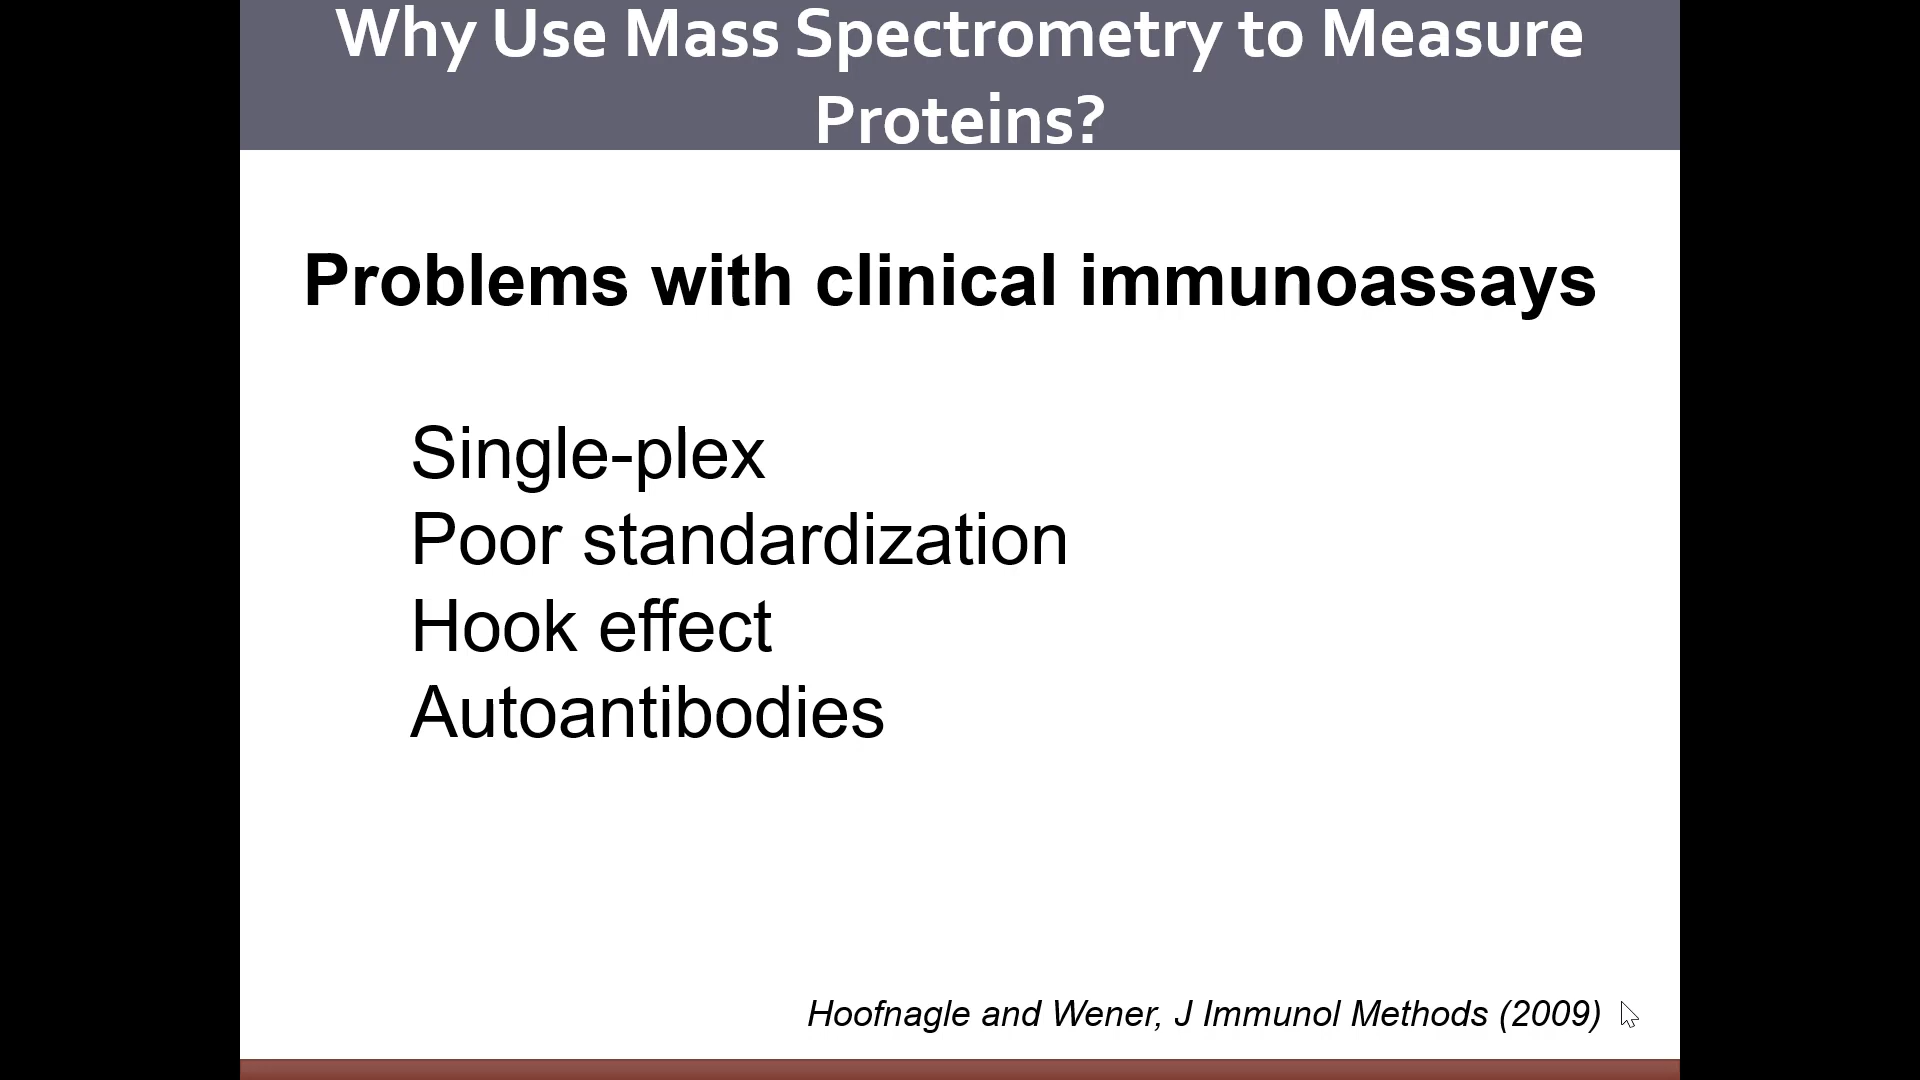 Why Use Mass Spectrometry to Measure
Proteins?
Problems with clinical immunoassays
Single-plex
Poor standardization
Hook effect
Autoantibodies
Hoofnagle and Wener, J Immunol Methods (2009)